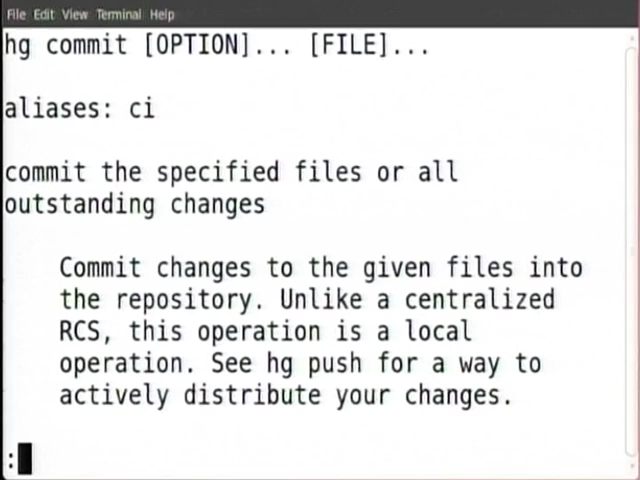 File Edit View Terminal Help
hg commit [OPTION]... [FILE]...
aliases: ci
commit the specified files or all
outstanding changes
Commit changes to the given files into
the repository. Unlike a centralized
RCS, this operation is a local
operation. See hg push for a way to
actively distribute your changes.
: